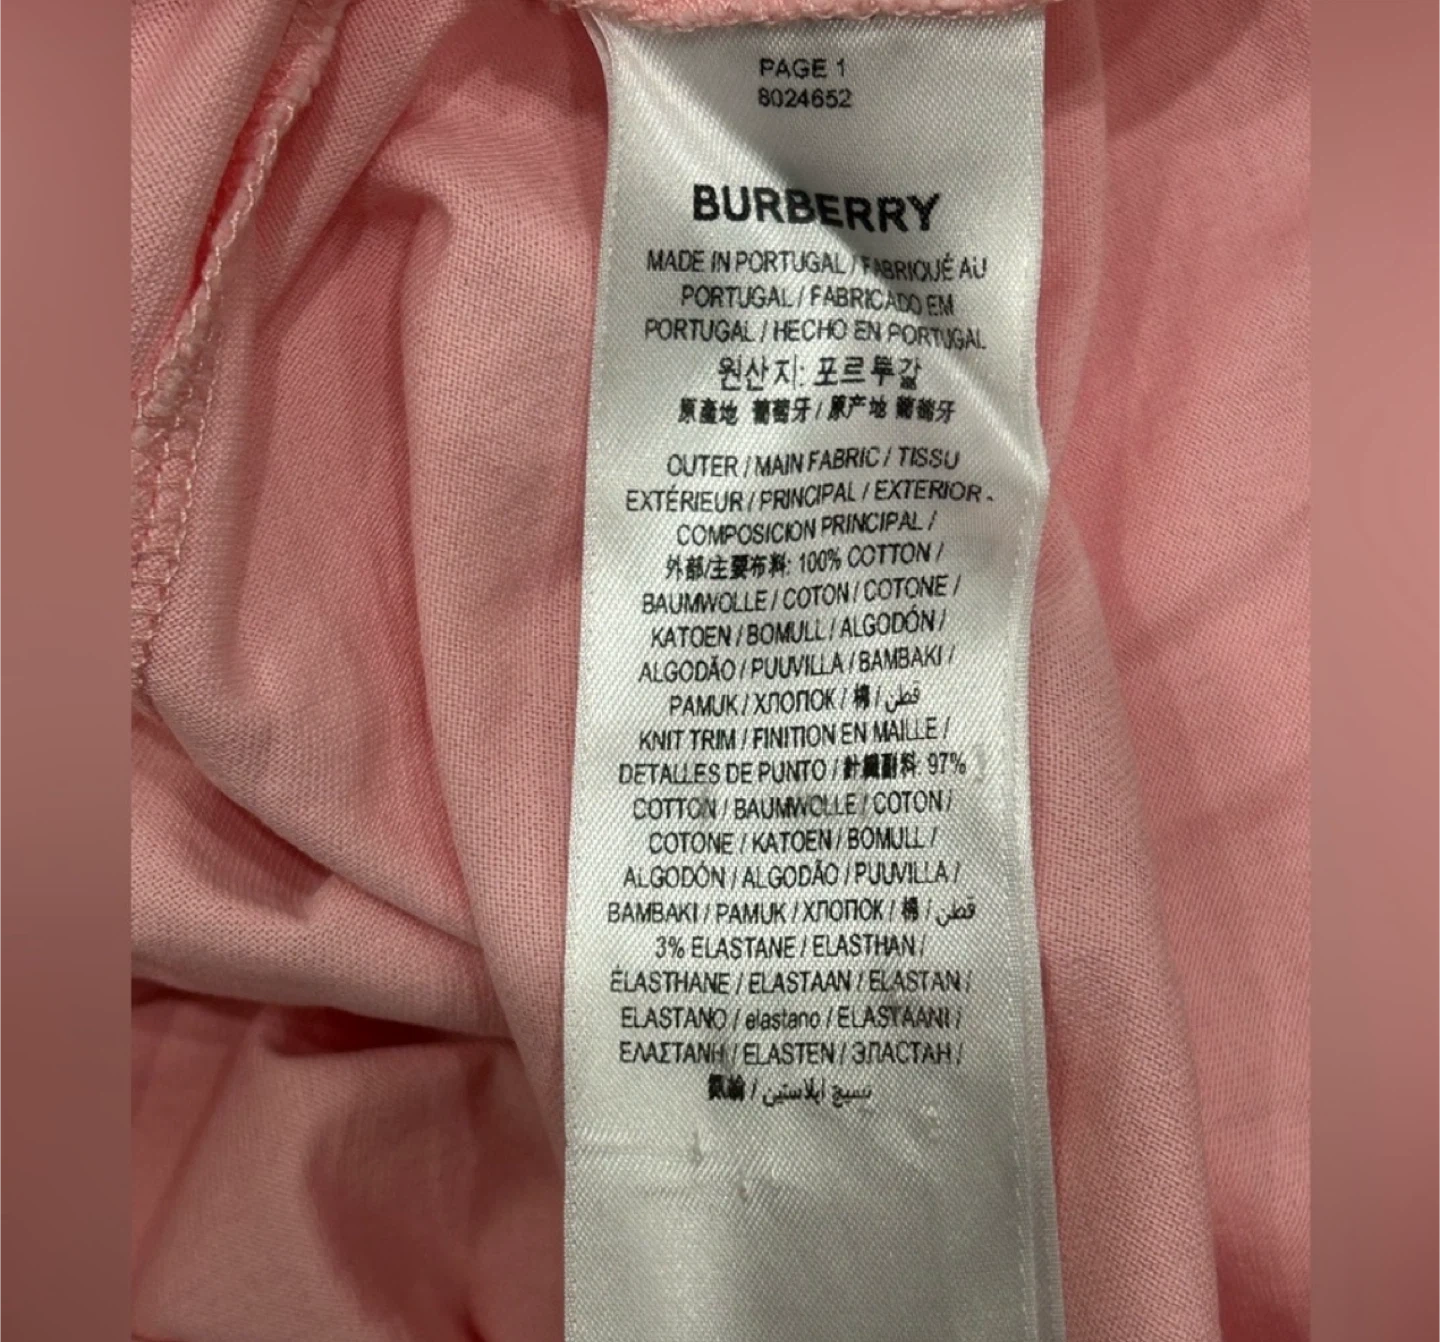 PAGE 1
8024652
BURBERRY
MADE IN PORTUGAL / FABRIQUÉ AU
PORTUGAL / FABRICADO EM
PORTUGAL / HECHO EN PORTUGAL
원산지: 포르투갈
原產地 葡萄牙 / 原产地 葡萄牙
OUTER / MAIN FABRIC / TISSU
EXTÉRIEUR / PRINCIPAL / EXTERIOR -
COMPOSICION PRINCIPAL /
外部/主要布料: 100% COTTON /
BAUMWOLLE / COTON / COTONE /
KATOEN / BOMULL / ALGODÓN /
ALGODÃO / PUUVILLA / BAMBAKI /
PAMUK / ХЛОПОК / 棉 / قطن
KNIT TRIM / FINITION EN MAILLE /
DETALLES DE PUNTO / 針織副料: 97%
COTTON / BAUMWOLLE / COTON /
COTONE / KATOEN / BOMULL /
ALGODÓN / ALGODÃO / PUUVILLA /
BAMBAKI / PAMUK / ХЛОПОК / 棉 / قطن
3% ELASTANE / ELASTHAN /
ÉLASTHANE / ELASTAAN / ELASTAN /
ELASTANO / elastano / ELASTAANI /
ΕΛΑΣΤΑΝΗ / ELASTEN / ЭЛАСТАН /
/ نسيج إيلاستين